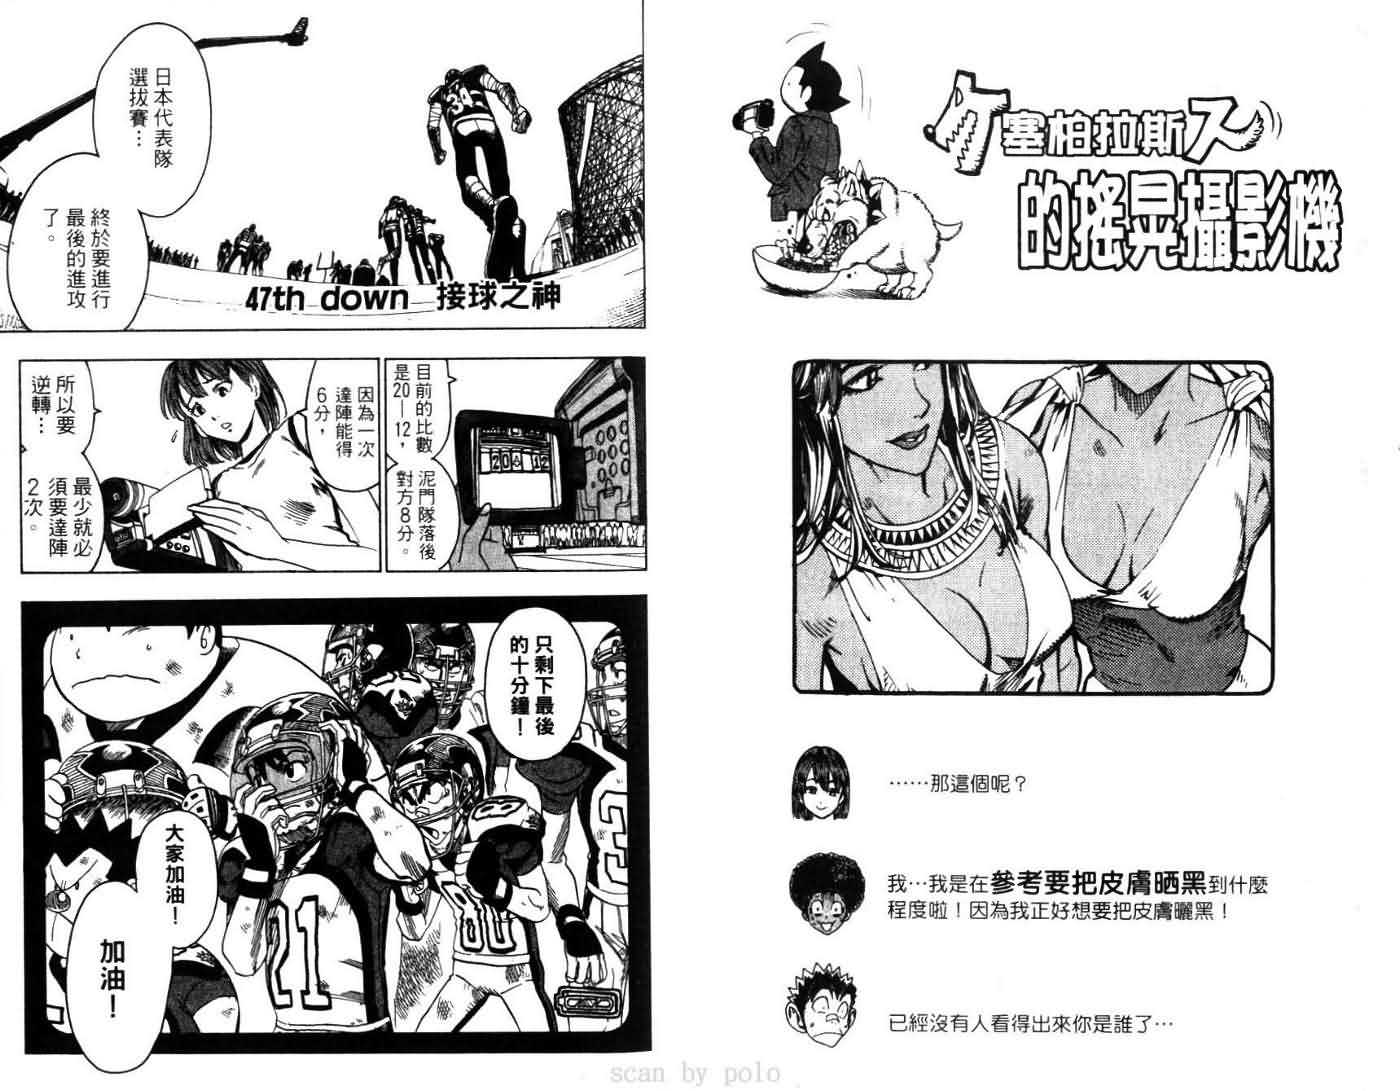 ケ塞柏拉斯ス
的搖晃攝影機
……那這個呢？
我…我是在參考要把皮膚晒黑到什麼
程度啦！因為我正好想要把皮膚曬黑！
已經沒有人看得出來你是誰了…
日本代表隊
選拔賽…
終於要進行
最後的進攻
了。
34
47th down 接球之神
目前的比數
是20—12，
泥門隊落後
對方8分。
20 12
因為一次
達陣能得
6分，
所以要
逆轉…
最少就必
須要達陣
2次。
只剩下最後
的十分鐘！
大家加油！
加油！
21
80
scan by polo